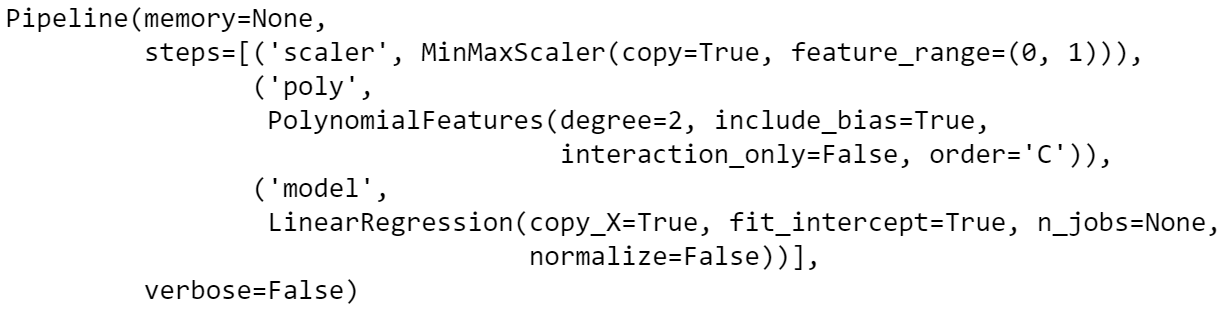 Pipeline(memory=None,
         steps=[('scaler', MinMaxScaler(copy=True, feature_range=(0, 1))),
                ('poly',
                 PolynomialFeatures(degree=2, include_bias=True,
                                    interaction_only=False, order='C')),
                ('model',
                 LinearRegression(copy_X=True, fit_intercept=True, n_jobs=None,
                                  normalize=False))],
         verbose=False)